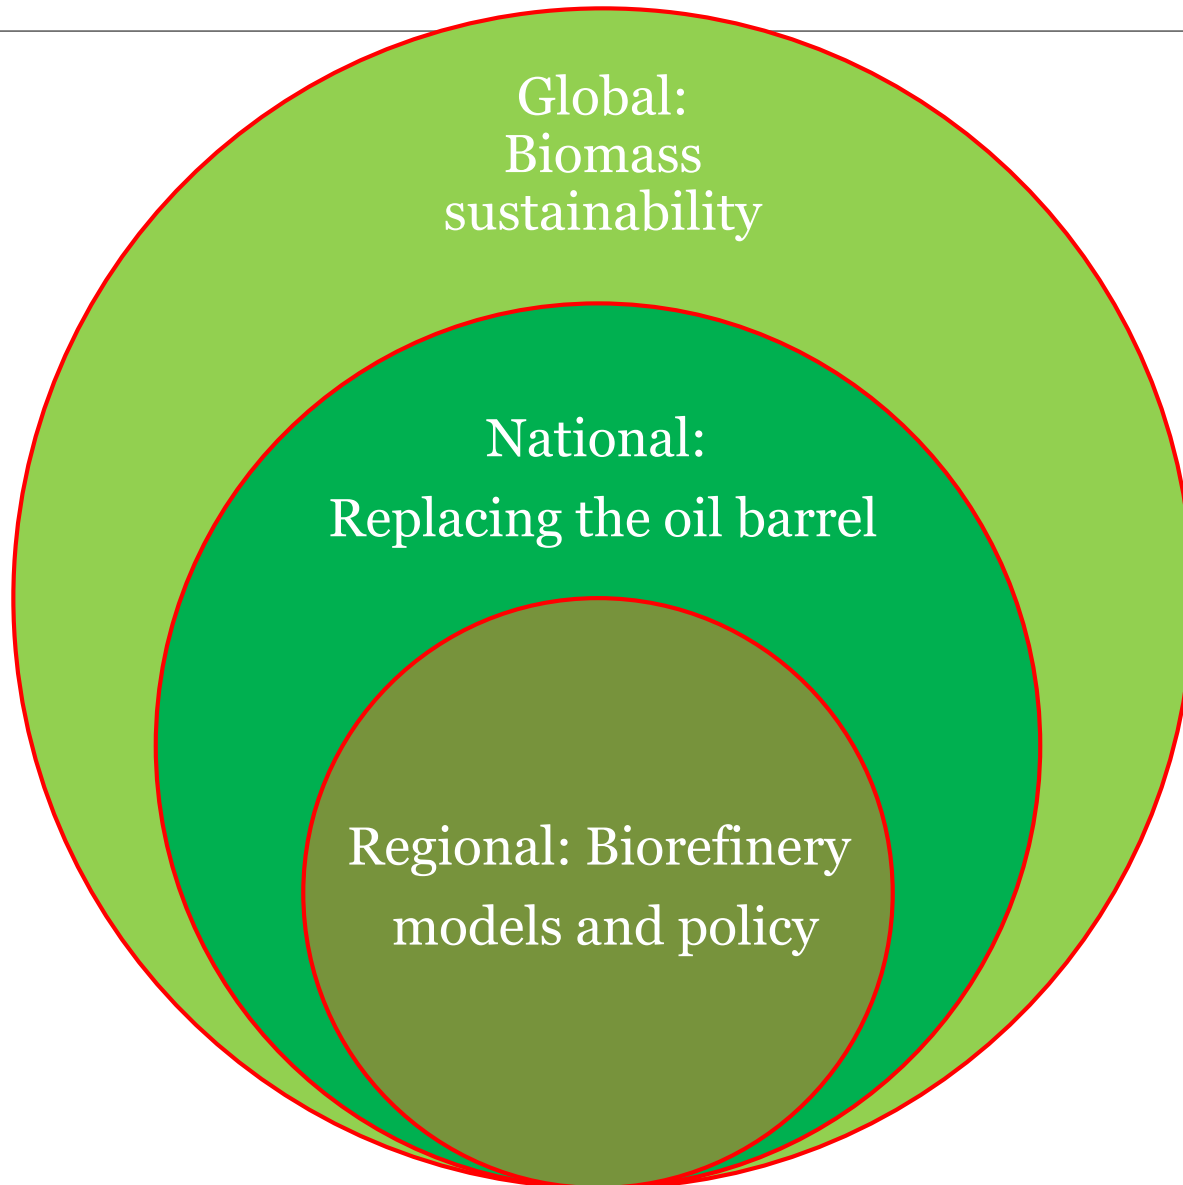 Global:
Biomass
sustainability
National:
Replacing the oil barrel
Regional: Biorefinery
models and policy